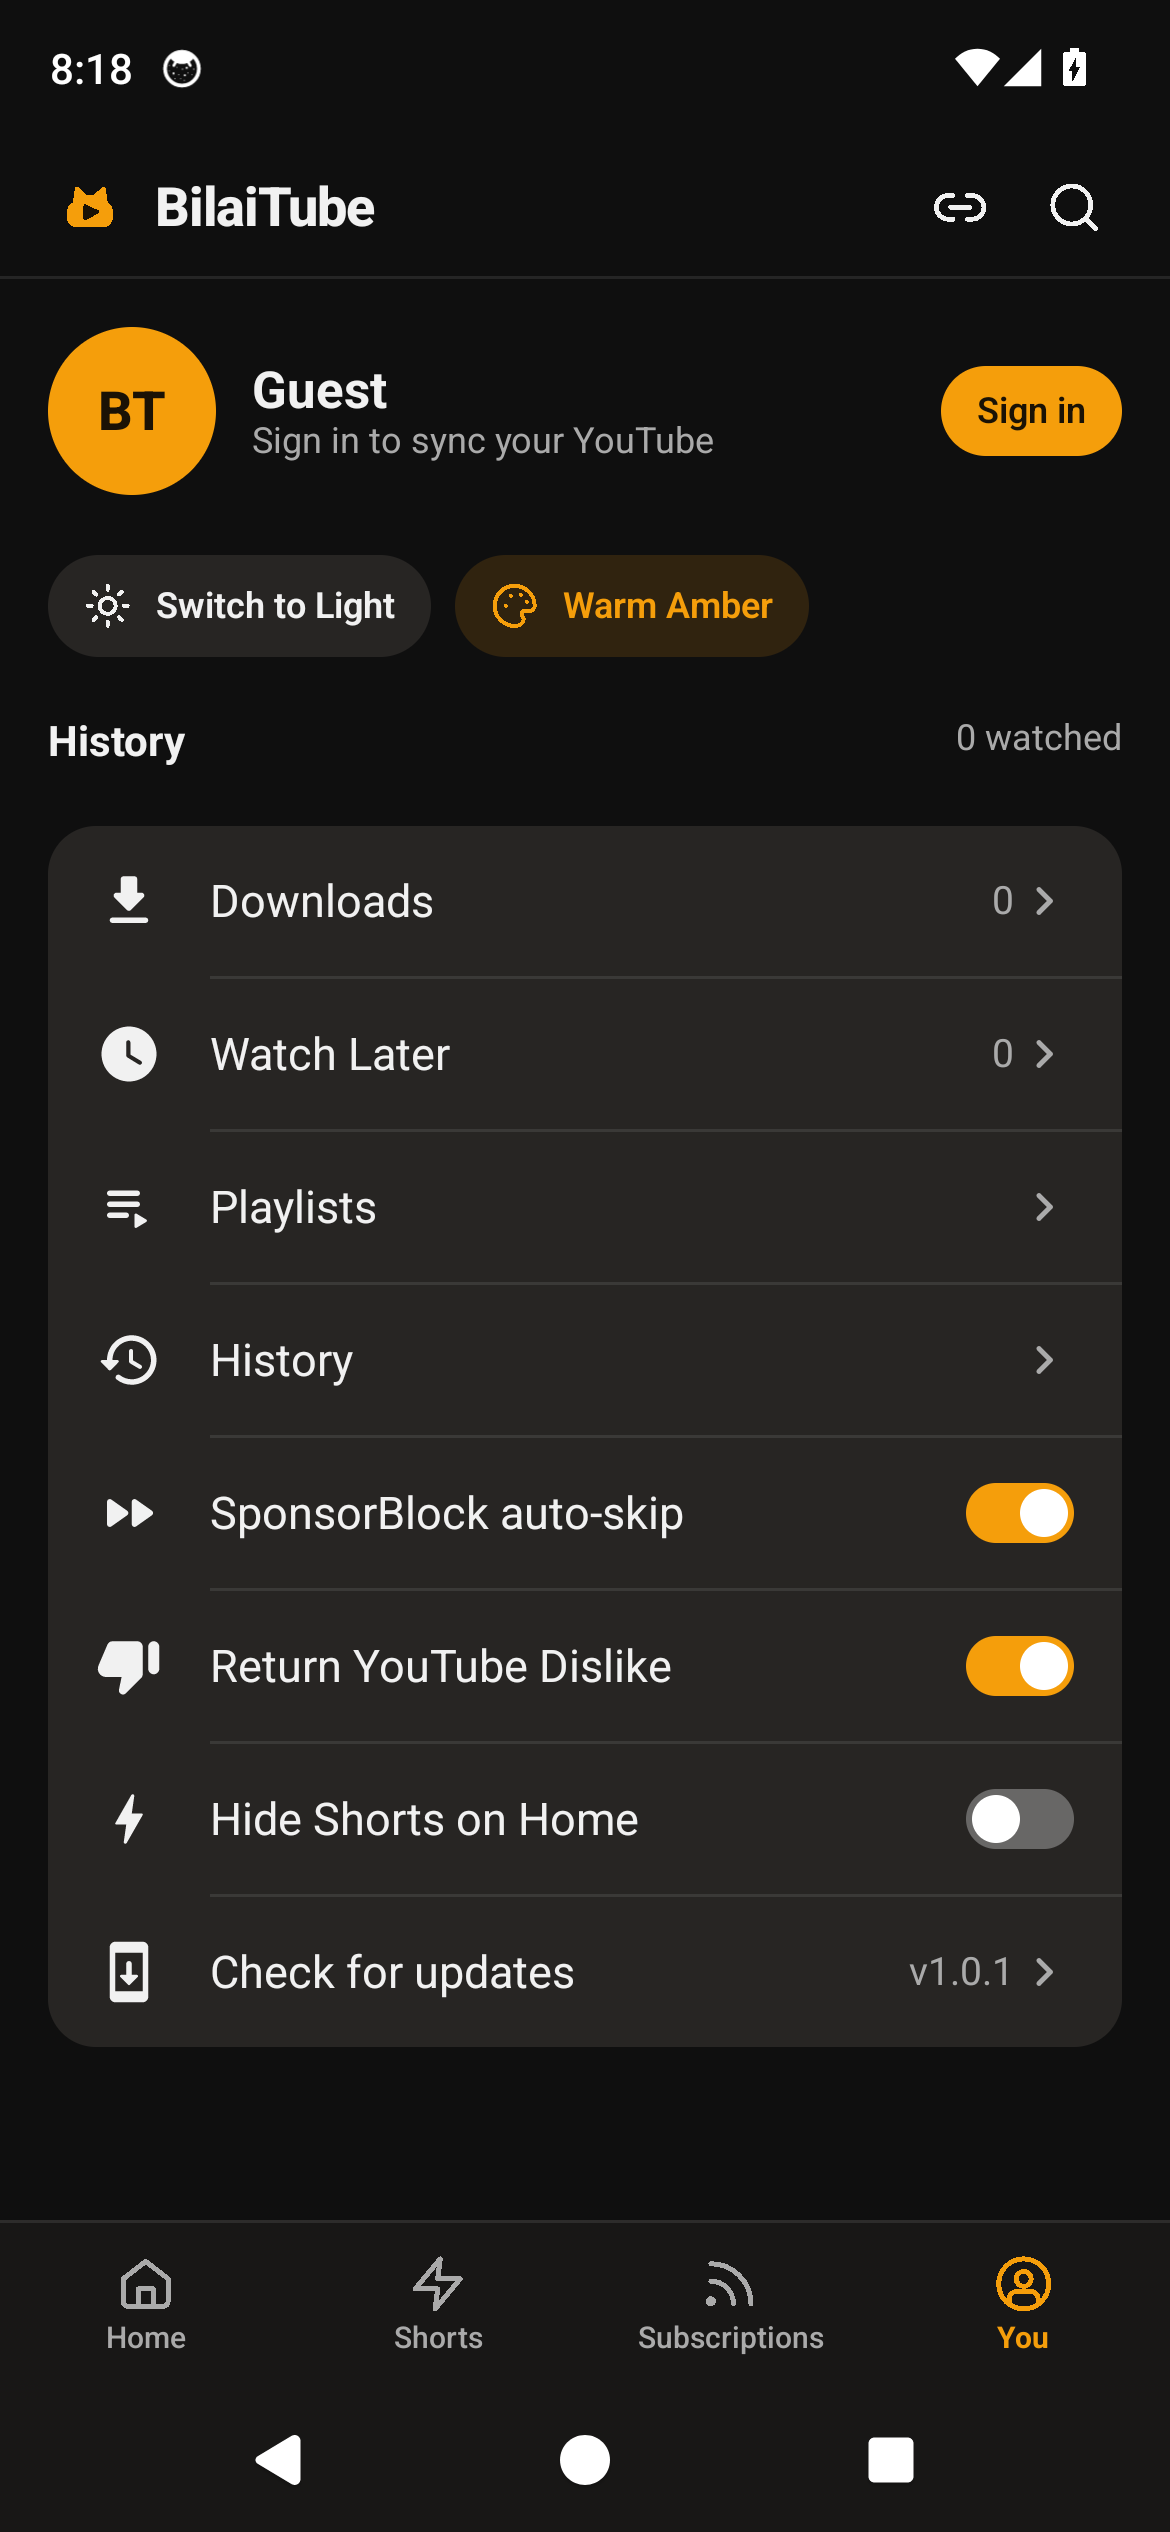 8:18
BilaiTube
BT
Guest
Sign in to sync your YouTube
Sign in
Switch to Light
Warm Amber
History
0 watched
Downloads
0
Watch Later
0
Playlists
History
SponsorBlock auto-skip
Return YouTube Dislike
Hide Shorts on Home
Check for updates
v1.0.1
Home
Shorts
Subscriptions
You